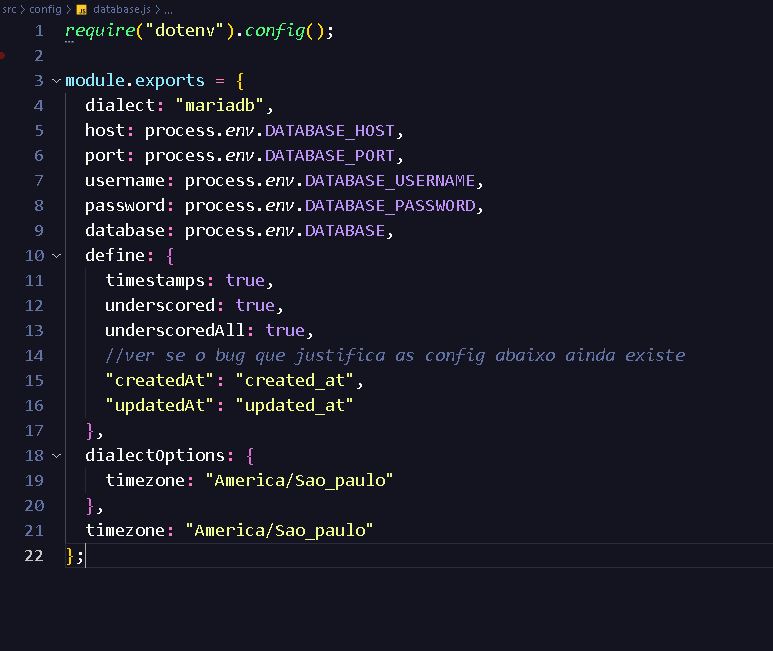 src > config > JS database.js > ...
1 require("dotenv").config();
2
3 module.exports = {
4 dialect: "mariadb",
5 host: process.env.DATABASE_HOST,
6 port: process.env.DATABASE_PORT,
7 username: process.env.DATABASE_USERNAME,
8 password: process.env.DATABASE_PASSWORD,
9 database: process.env.DATABASE,
10 define: {
11 timestamps: true,
12 underscored: true,
13 underscoredAll: true,
14 //ver se o bug que justifica as config abaixo ainda existe
15 "createdAt": "created_at",
16 "updatedAt": "updated_at"
17 },
18 dialectOptions: {
19 timezone: "America/Sao_paulo"
20 },
21 timezone: "America/Sao_paulo"
22 };